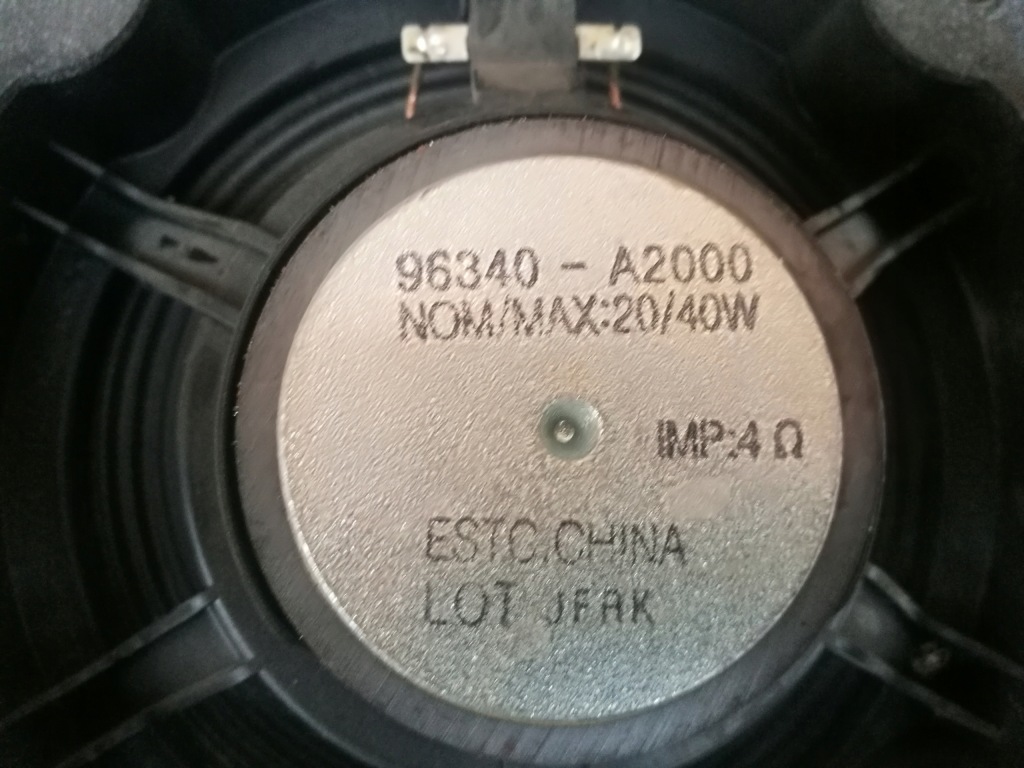 96340 - A2000
NOM/MAX:20/40W
IMP:4 Ω
ESTC.CHINA
LOT JFRK